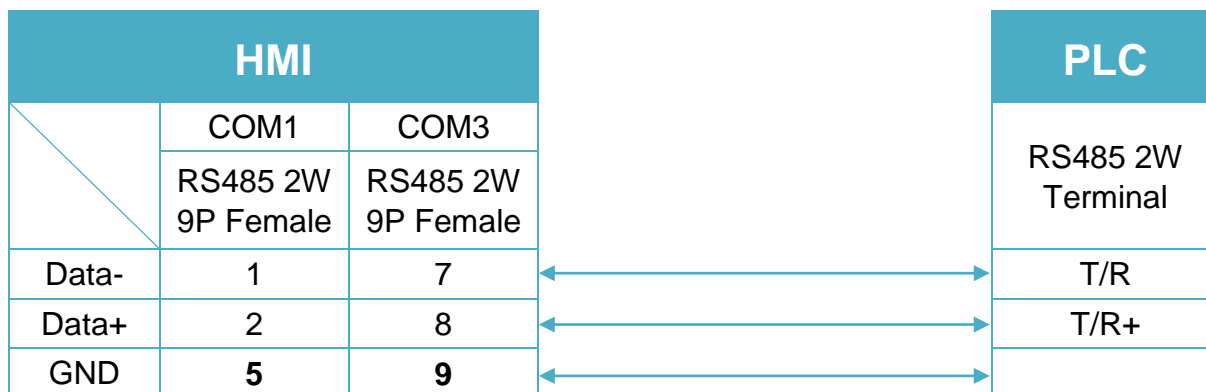 HMI PLC
COM1 COM3
RS485 2W
9P Female
RS485 2W
9P Female
RS485 2W
Terminal
Data- 1 7 T/R
Data+ 2 8 T/R+
GND 5 9